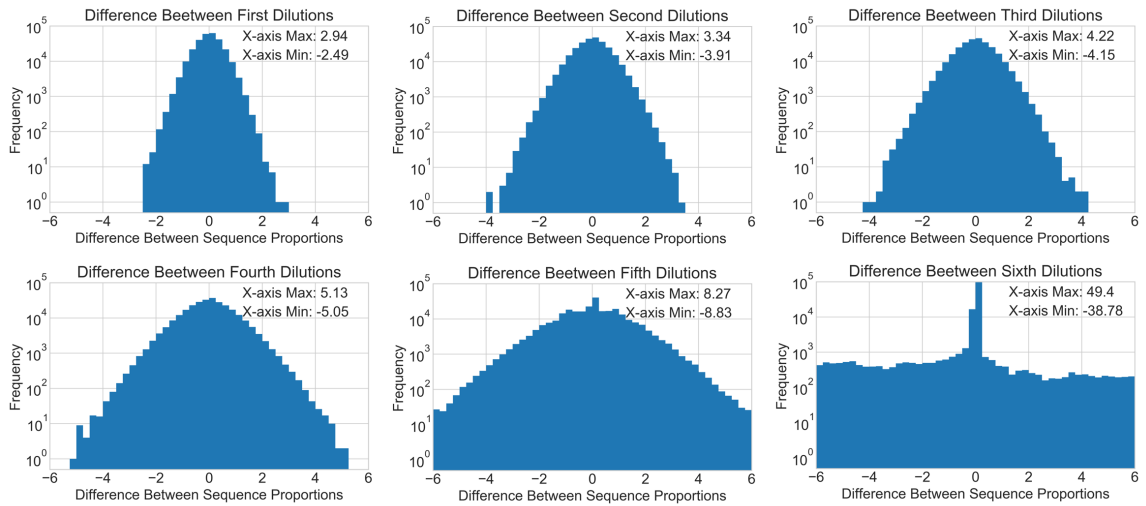 Difference Beetween First Dilutions
X-axis Max: 2.94
X-axis Min: -2.49
Frequency
10^5
10^4
10^3
10^2
10^1
10^0
−6 −4 −2 0 2 4 6
Difference Between Sequence Proportions
Difference Beetween Second Dilutions
X-axis Max: 3.34
X-axis Min: -3.91
Frequency
10^5
10^4
10^3
10^2
10^1
10^0
−6 −4 −2 0 2 4 6
Difference Between Sequence Proportions
Difference Beetween Third Dilutions
X-axis Max: 4.22
X-axis Min: -4.15
Frequency
10^5
10^4
10^3
10^2
10^1
10^0
−6 −4 −2 0 2 4 6
Difference Between Sequence Proportions
Difference Beetween Fourth Dilutions
X-axis Max: 5.13
X-axis Min: -5.05
Frequency
10^5
10^4
10^3
10^2
10^1
10^0
−6 −4 −2 0 2 4 6
Difference Between Sequence Proportions
Difference Beetween Fifth Dilutions
X-axis Max: 8.27
X-axis Min: -8.83
Frequency
10^5
10^4
10^3
10^2
10^1
10^0
−6 −4 −2 0 2 4 6
Difference Between Sequence Proportions
Difference Beetween Sixth Dilutions
X-axis Max: 49.4
X-axis Min: -38.78
Frequency
10^5
10^4
10^3
10^2
10^1
10^0
−6 −4 −2 0 2 4 6
Difference Between Sequence Proportions